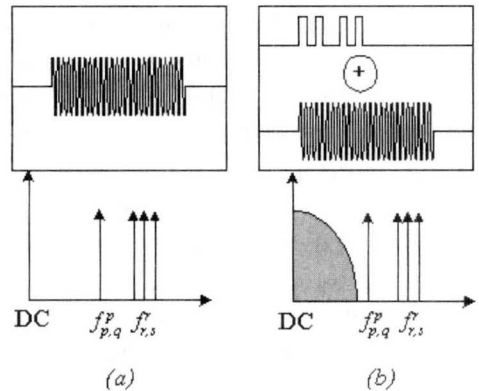 +
DC f^p_{p,q} f^r_{r,s}
DC f^p_{p,q} f^r_{r,s}
(a) (b)